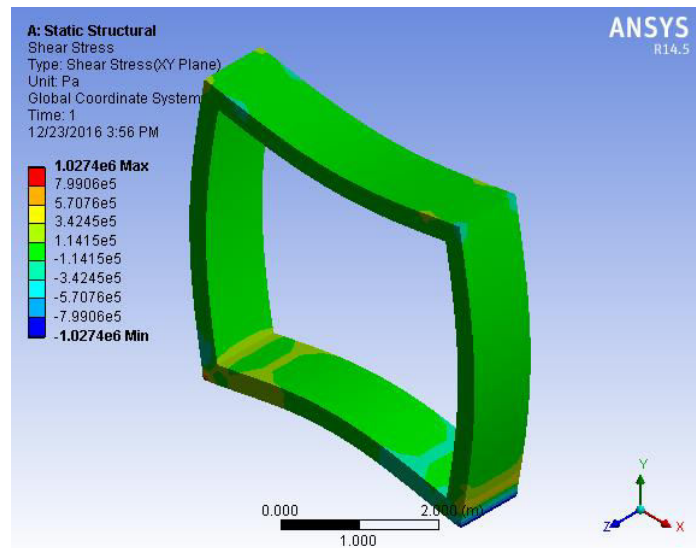 A: Static Structural
Shear Stress
Type: Shear Stress(XY Plane)
Unit: Pa
Global Coordinate System
Time: 1
12/23/2016 3:56 PM
1.0274e6 Max
7.9906e5
5.7076e5
3.4245e5
1.1415e5
-1.1415e5
-3.4245e5
-5.7076e5
-7.9906e5
-1.0274e6 Min
ANSYS
R14.5
0.000
2.000 (m)
1.000
Y
Z
X